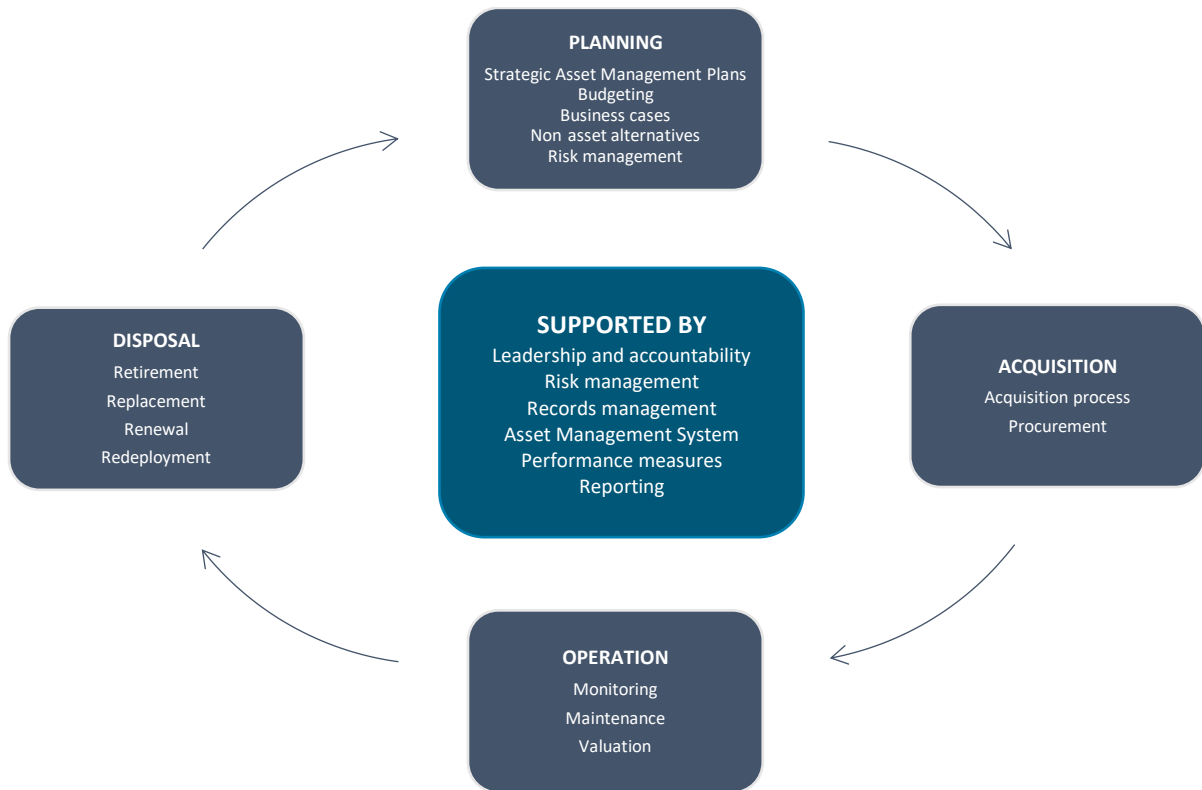 PLANNING
Strategic Asset Management Plans
Budgeting
Business cases
Non asset alternatives
Risk management
SUPPORTED BY
Leadership and accountability
Risk management
Records management
Asset Management System
Performance measures
Reporting
DISPOSAL
Retirement
Replacement
Renewal
Redeployment
ACQUISITION
Acquisition process
Procurement
OPERATION
Monitoring
Maintenance
Valuation